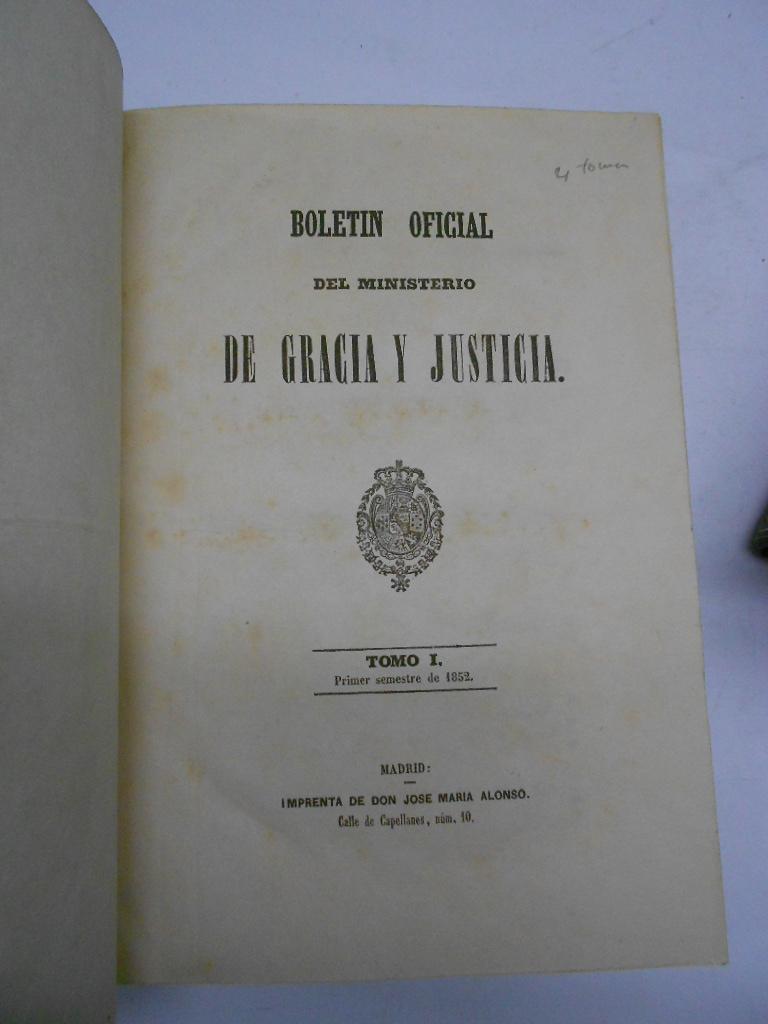 4 tomos
BOLETIN OFICIAL
DEL MINISTERIO
DE GRACIA Y JUSTICIA.
TOMO I.
Primer semestre de 1852.
MADRID:
IMPRENTA DE DON JOSE MARIA ALONSO.
Calle de Capellanes, núm. 10.